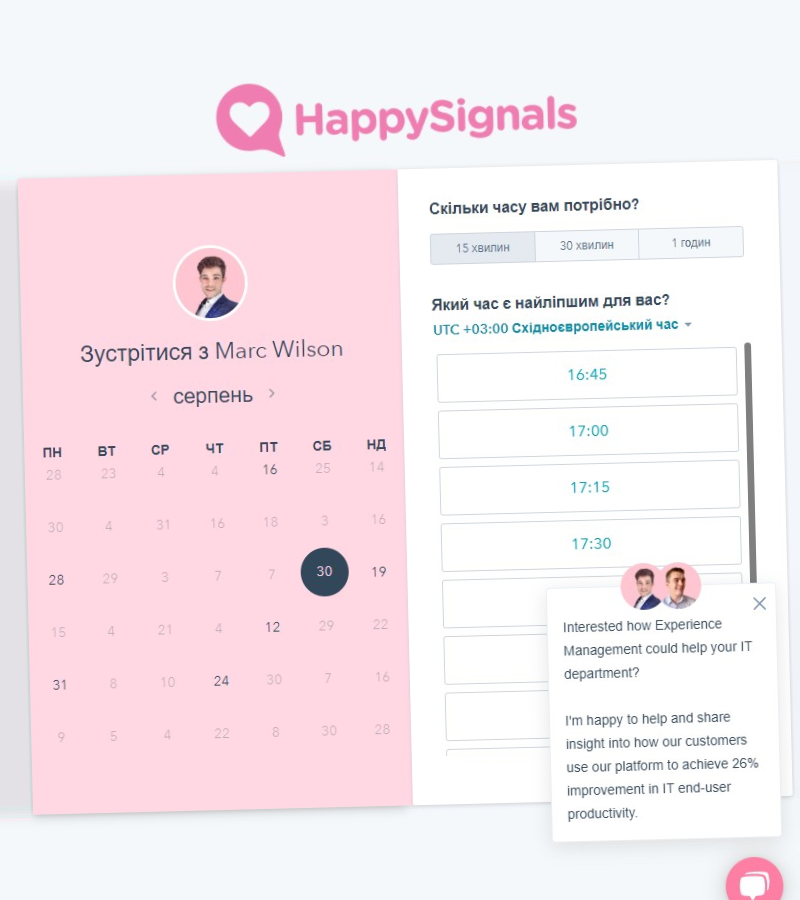 HappySignals
Зустрітися з Marc Wilson
серпень
ПН ВТ СР ЧТ ПТ СБ НД
28 23 4 4 16 25 14
30 4 31 16 18 3 16
28 29 3 7 7 30 19
15 4 21 4 12 29 22
31 8 10 24 30 7 16
9 5 4 22 8 30 28
Скільки часу вам потрібно?
15 хвилин 30 хвилин 1 годин
Який час є найліпшим для вас?
UTC +03:00 Східноєвропейський час
16:45
17:00
17:15
17:30
Interested how Experience
Management could help your IT
department?
I'm happy to help and share
insight into how our customers
use our platform to achieve 26%
improvement in IT end-user
productivity.